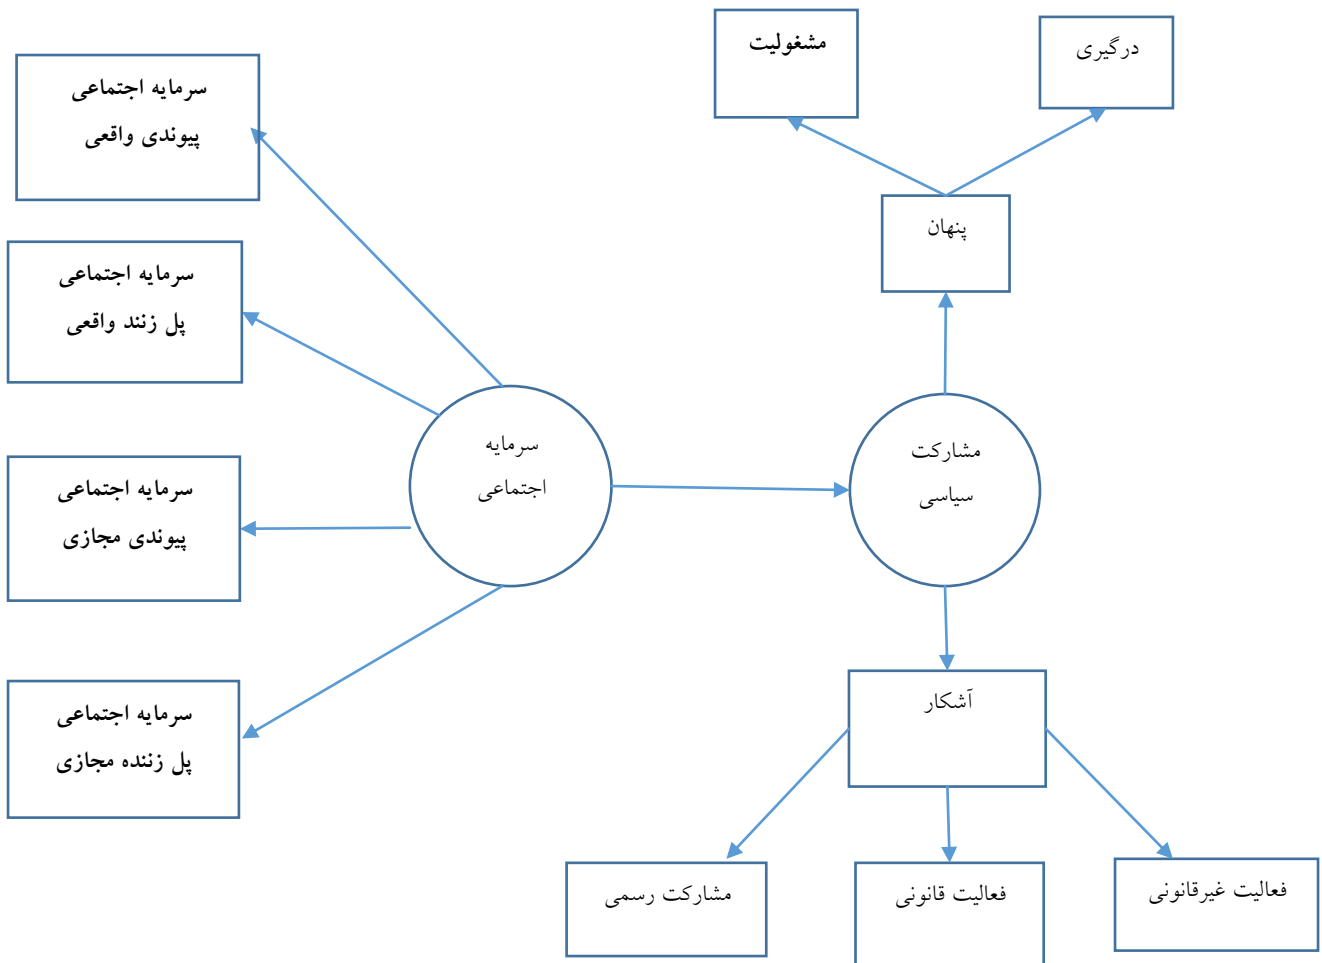 مشغولیت
درگیری
سرمایه اجتماعی
پیوندی واقعی
پنهان
سرمایه اجتماعی
پل زنند واقعی
سرمایه
اجتماعی
مشارکت
سیاسی
سرمایه اجتماعی
پیوندی مجازی
آشکار
سرمایه اجتماعی
پل زننده مجازی
مشارکت رسمی
فعالیت قانونی
فعالیت غیرقانونی